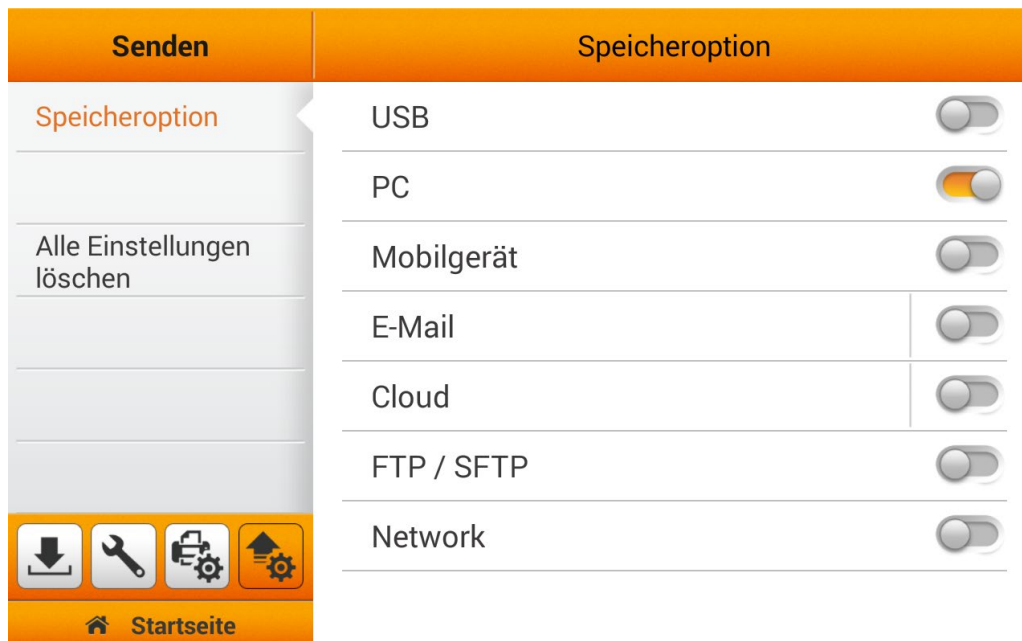 Senden
Speicheroption
Speicheroption
Alle Einstellungen
löschen
USB
PC
Mobilgerät
E-Mail
Cloud
FTP / SFTP
Network
Startseite